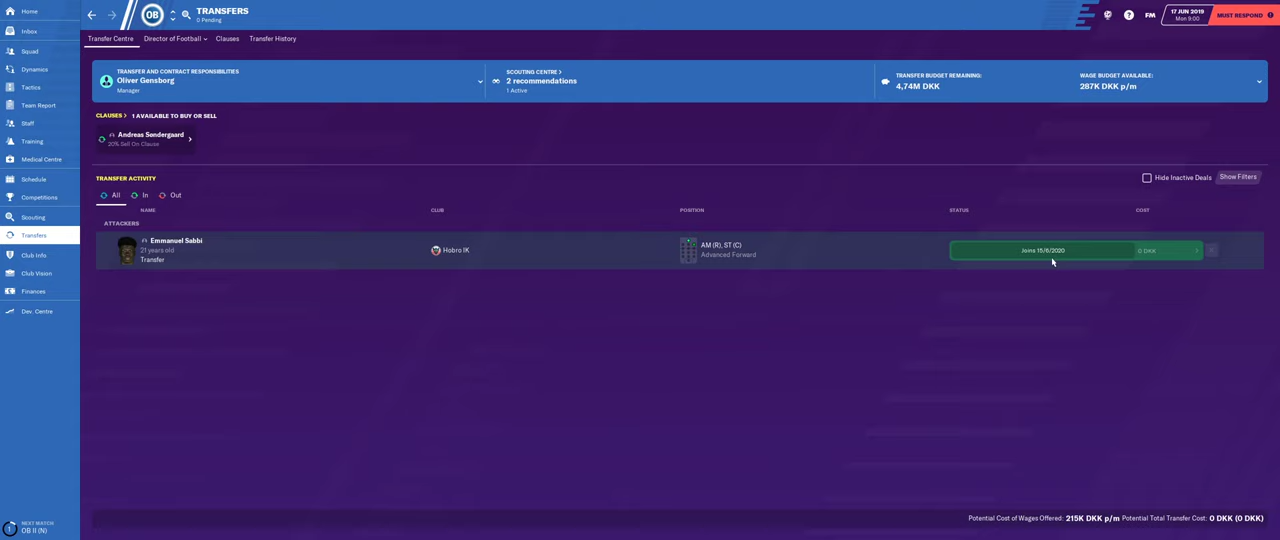 Home
Inbox
Squad
Dynamics
Tactics
Team Report
Staff
Training
Medical Centre
Schedule
Competitions
Scouting
Transfers
Club Info
Club Vision
Finances
Dev. Centre
1
NEXT MATCH
OB II (N)
OB
TRANSFERS
0 Pending
?
FM
17 JUN 2019
Mon 9:00
MUST RESPOND
Transfer Centre
Director of Football
Clauses
Transfer History
TRANSFER AND CONTRACT RESPONSIBILITIES
Oliver Gensborg
Manager
SCOUTING CENTRE >
2 recommendations
1 Active
TRANSFER BUDGET REMAINING:
4,74M DKK
WAGE BUDGET AVAILABLE:
287K DKK p/m
CLAUSES > 1 AVAILABLE TO BUY OR SELL
Andreas Søndergaard
20% Sell On Clause
TRANSFER ACTIVITY
Hide Inactive Deals
Show Filters
All
In
Out
NAME
CLUB
POSITION
STATUS
COST
ATTACKERS
Emmanuel Sabbi
21 years old
Transfer
Hobro IK
AM (R), ST (C)
Advanced Forward
Joins 15/6/2020
0 DKK
Potential Cost of Wages Offered: 215K DKK p/m Potential Total Transfer Cost: 0 DKK (0 DKK)